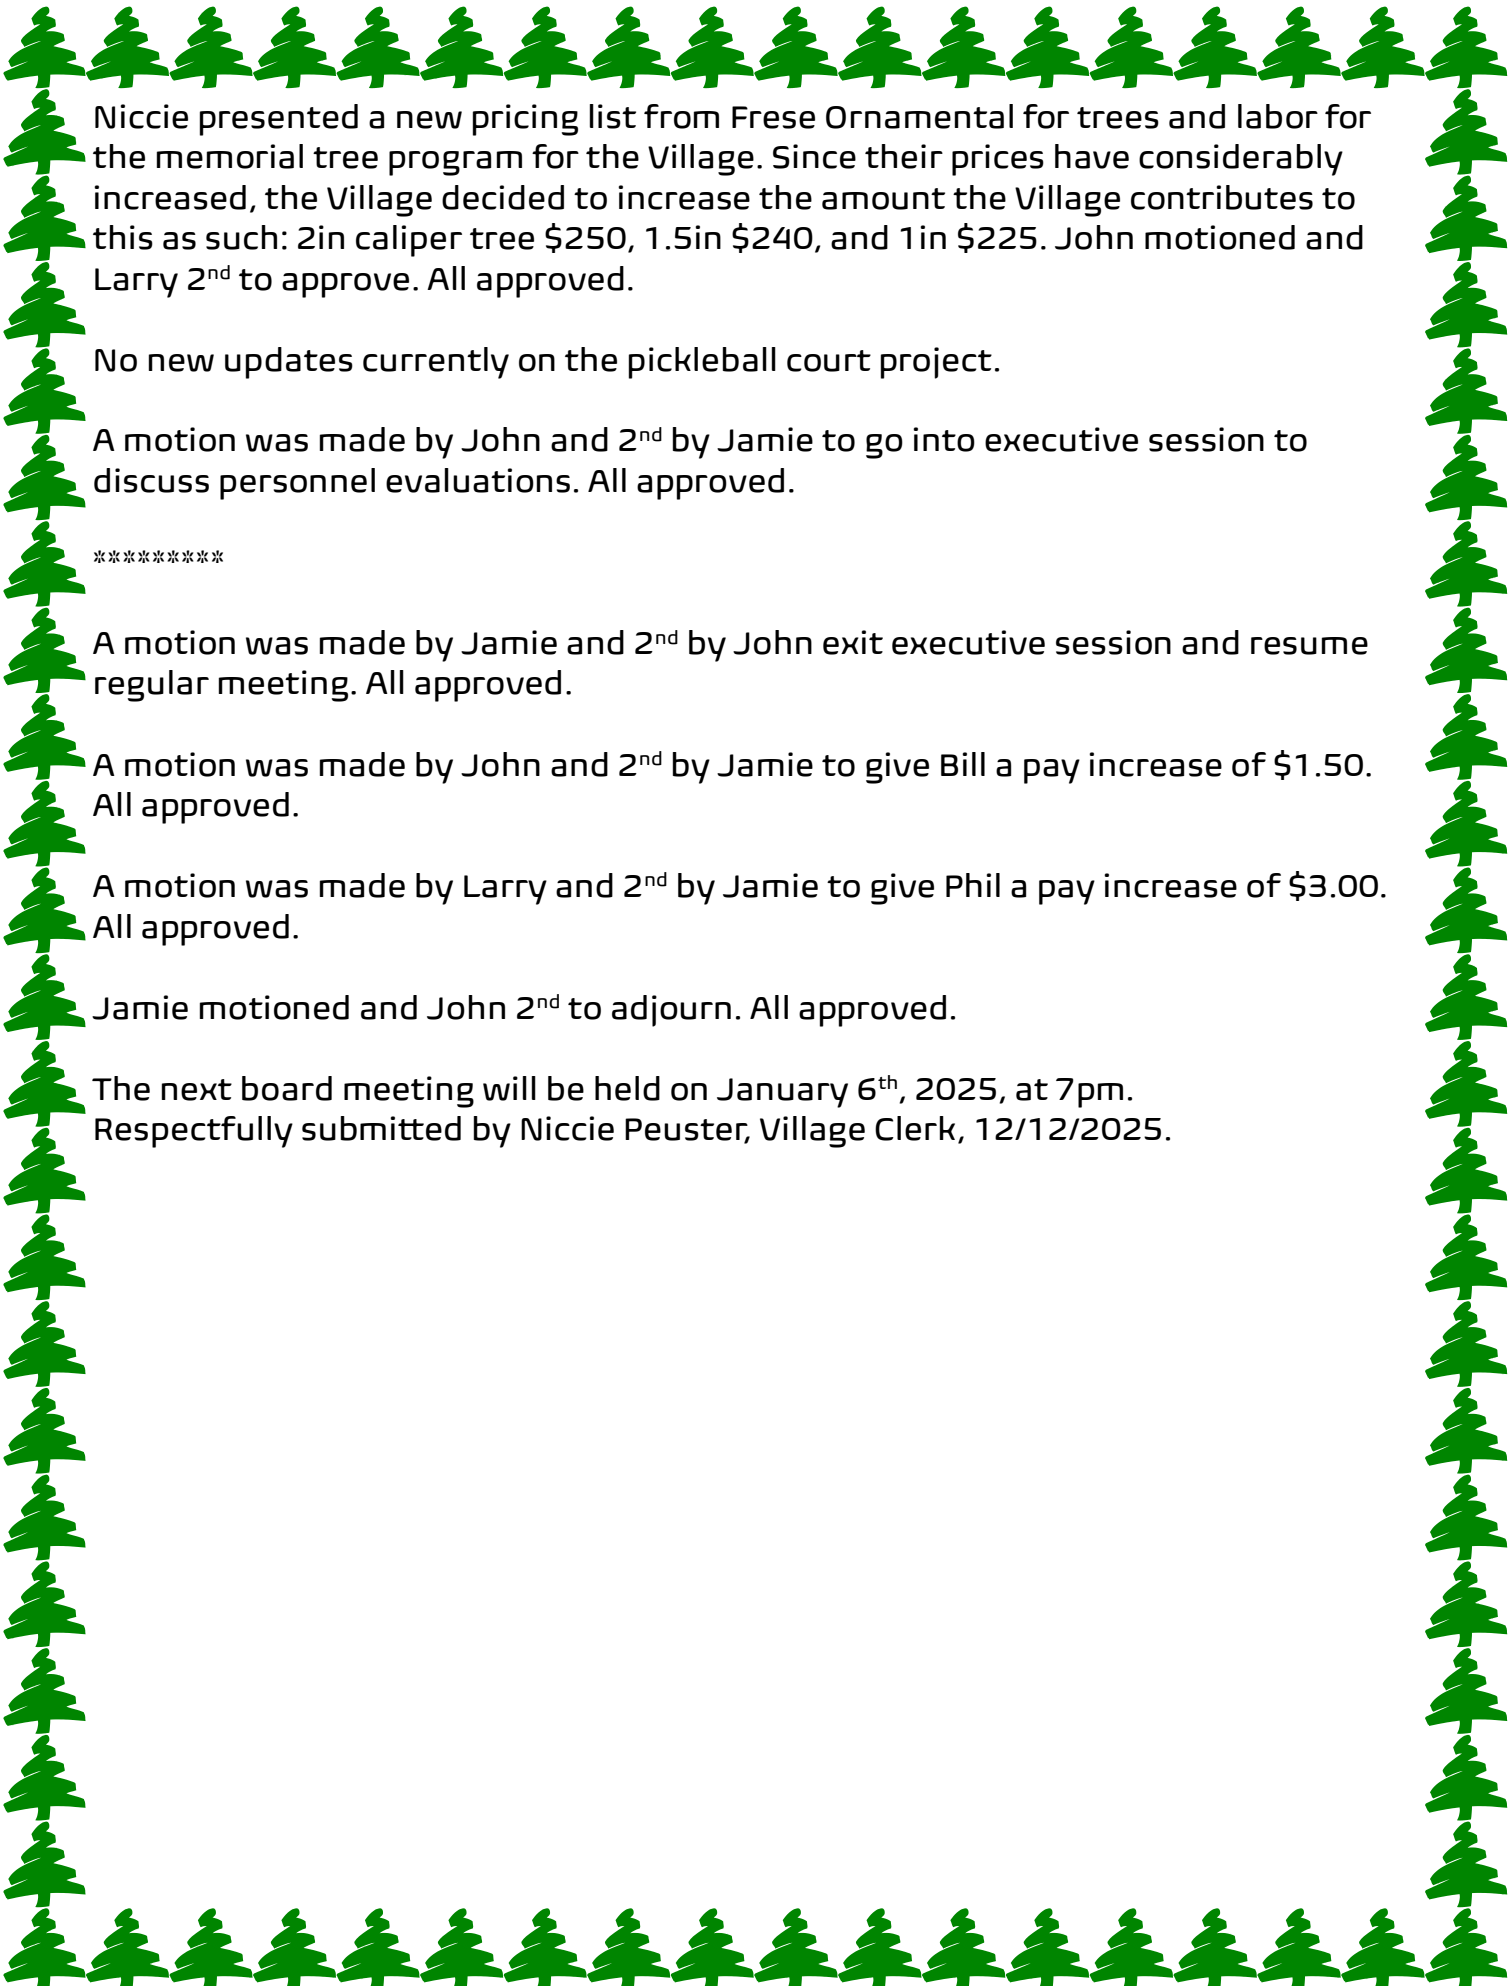 Niccie presented a new pricing list from Frese Ornamental for trees and labor for
the memorial tree program for the Village. Since their prices have considerably
increased, the Village decided to increase the amount the Village contributes to
this as such: 2in caliper tree $250, 1.5in $240, and 1in $225. John motioned and
Larry 2nd to approve. All approved.
No new updates currently on the pickleball court project.
A motion was made by John and 2nd by Jamie to go into executive session to
discuss personnel evaluations. All approved.
*********
A motion was made by Jamie and 2nd by John exit executive session and resume
regular meeting. All approved.
A motion was made by John and 2nd by Jamie to give Bill a pay increase of $1.50.
All approved.
A motion was made by Larry and 2nd by Jamie to give Phil a pay increase of $3.00.
All approved.
Jamie motioned and John 2nd to adjourn. All approved.
The next board meeting will be held on January 6th, 2025, at 7pm.
Respectfully submitted by Niccie Peuster, Village Clerk, 12/12/2025.